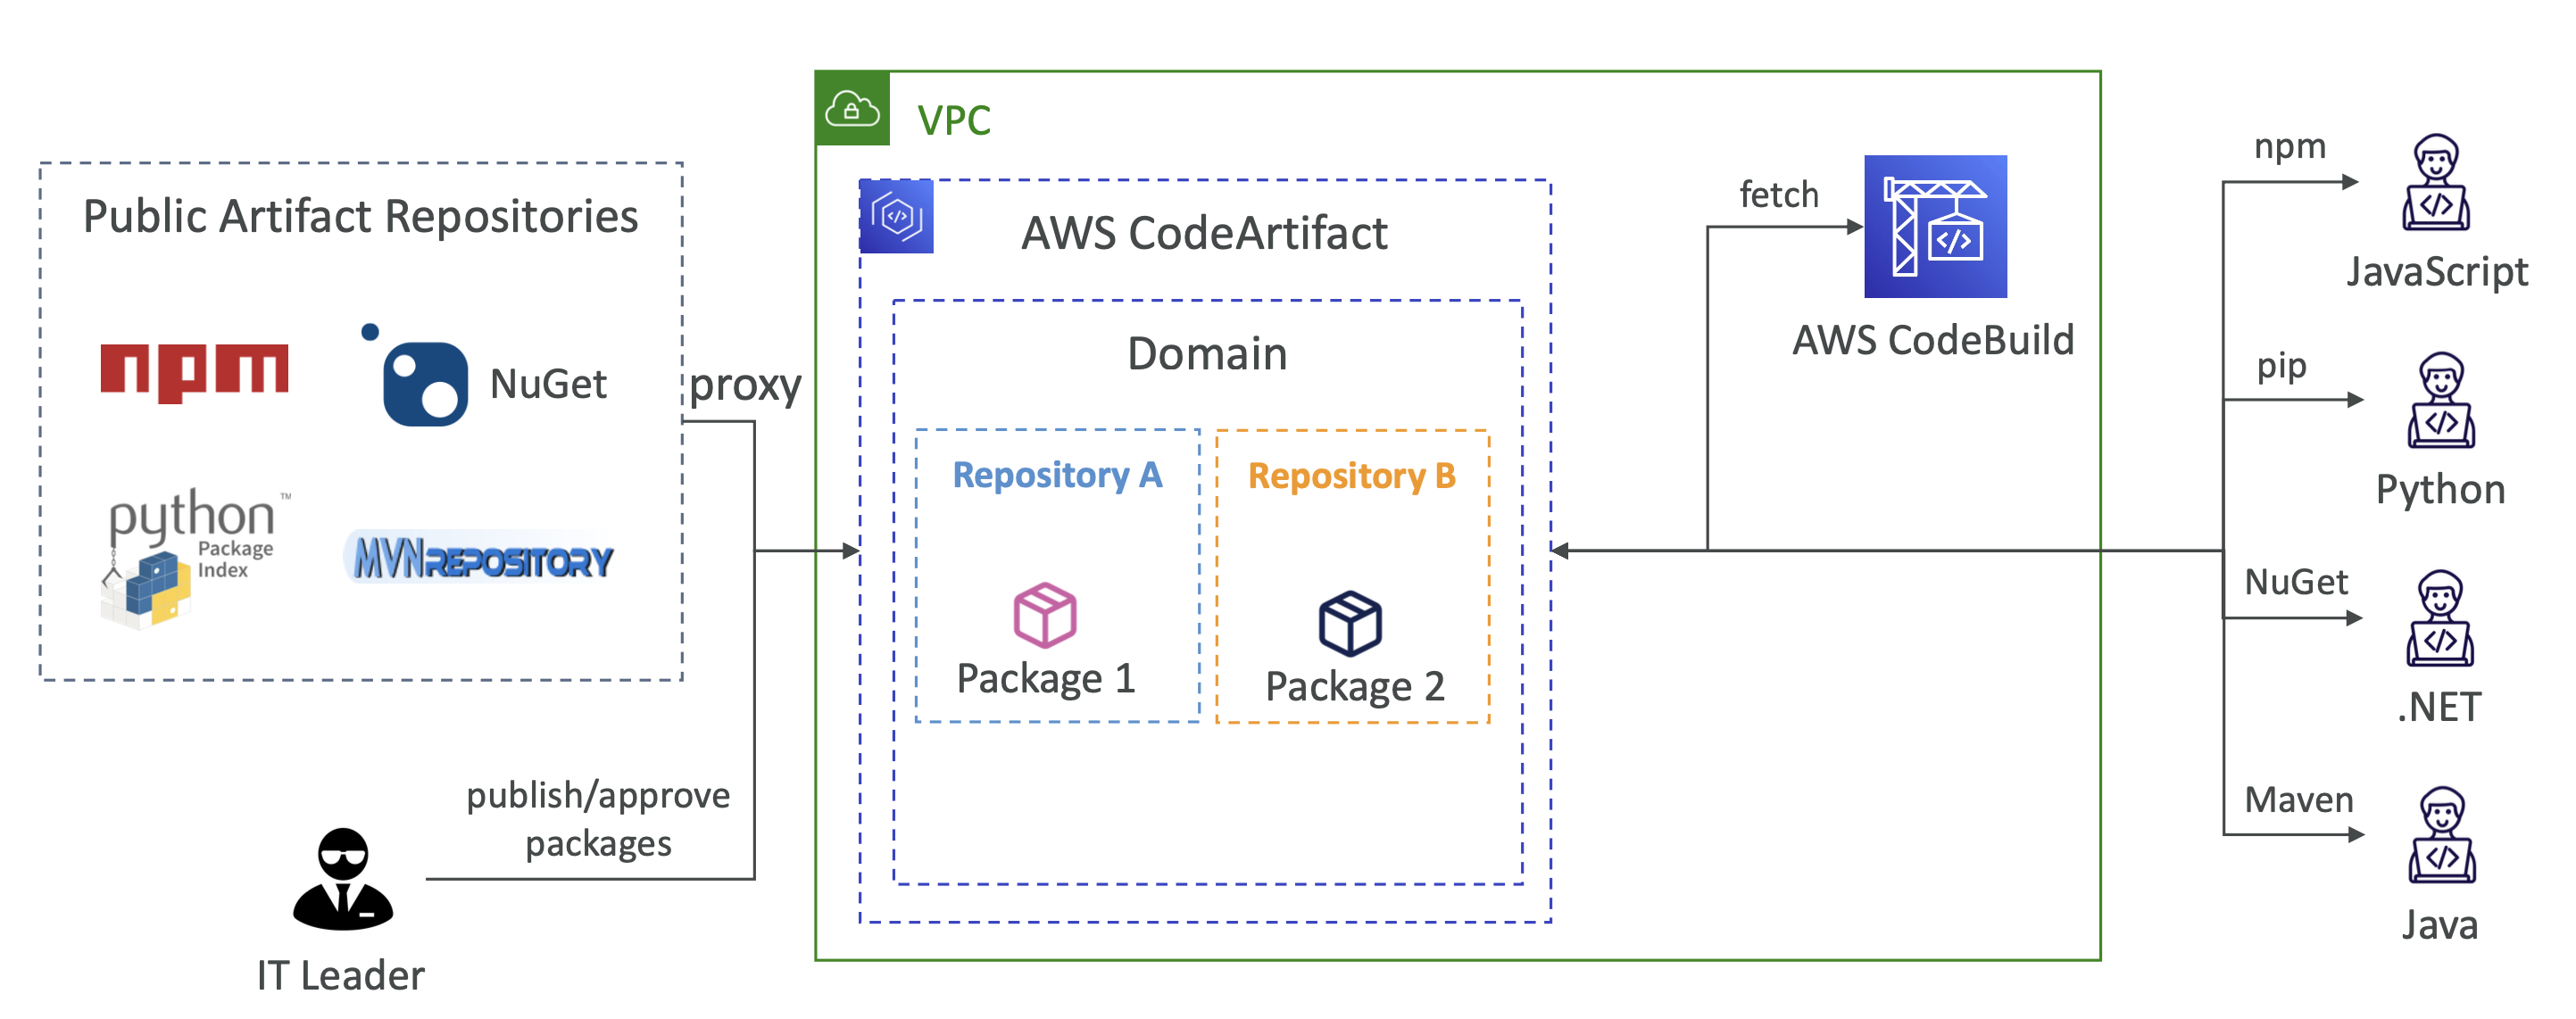 Public Artifact Repositories
npm
NuGet
python™
Package
Index
MVNREPOSITORY
proxy
publish/approve
packages
IT Leader
VPC
AWS CodeArtifact
Domain
Repository A
Package 1
Repository B
Package 2
fetch
</>
AWS CodeBuild
npm
JavaScript
pip
Python
NuGet
.NET
Maven
Java